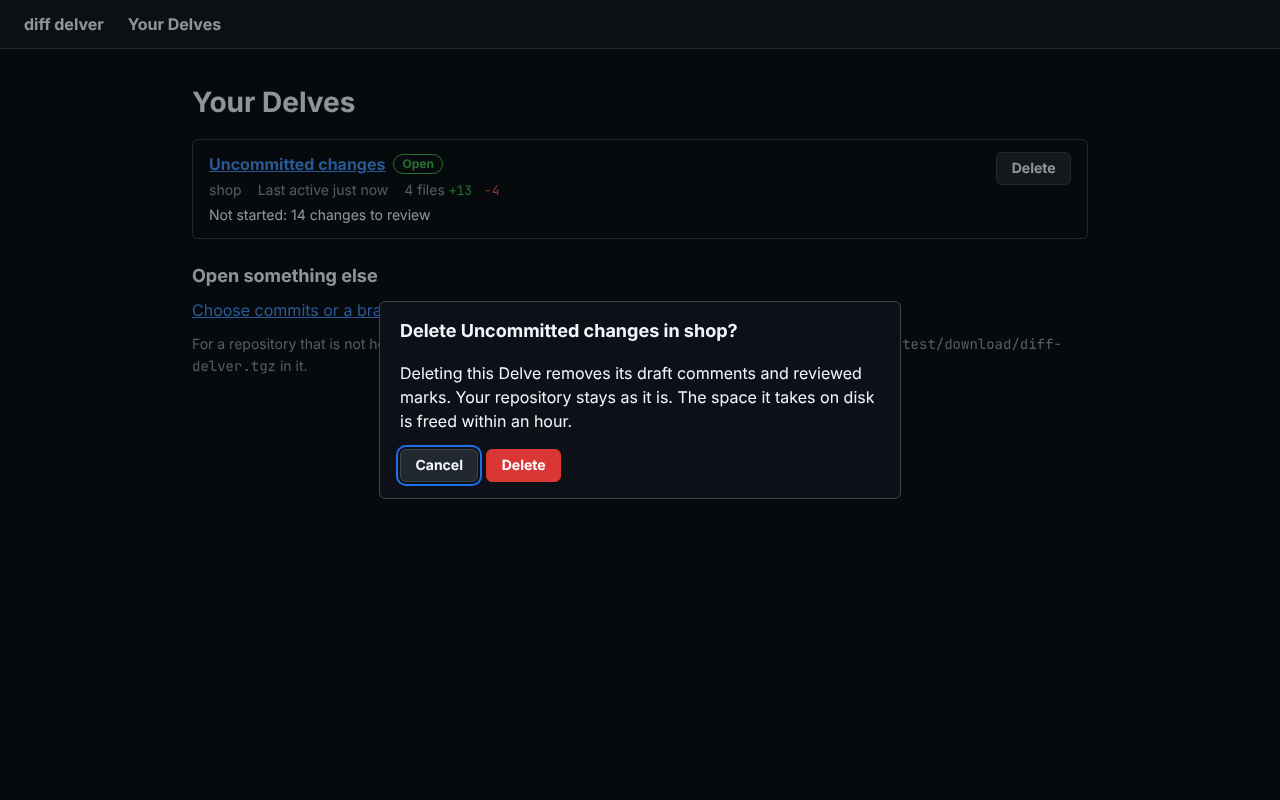 diff delver Your Delves
Your Delves
Uncommitted changes Open
Delete
shop Last active just now 4 files +13 -4
Not started: 14 changes to review
Open something else
Choose commits or a bra
For a repository that is not h test/download/diff-
delver.tgz in it.
Delete Uncommitted changes in shop?
Deleting this Delve removes its draft comments and reviewed
marks. Your repository stays as it is. The space it takes on disk
is freed within an hour.
Cancel Delete